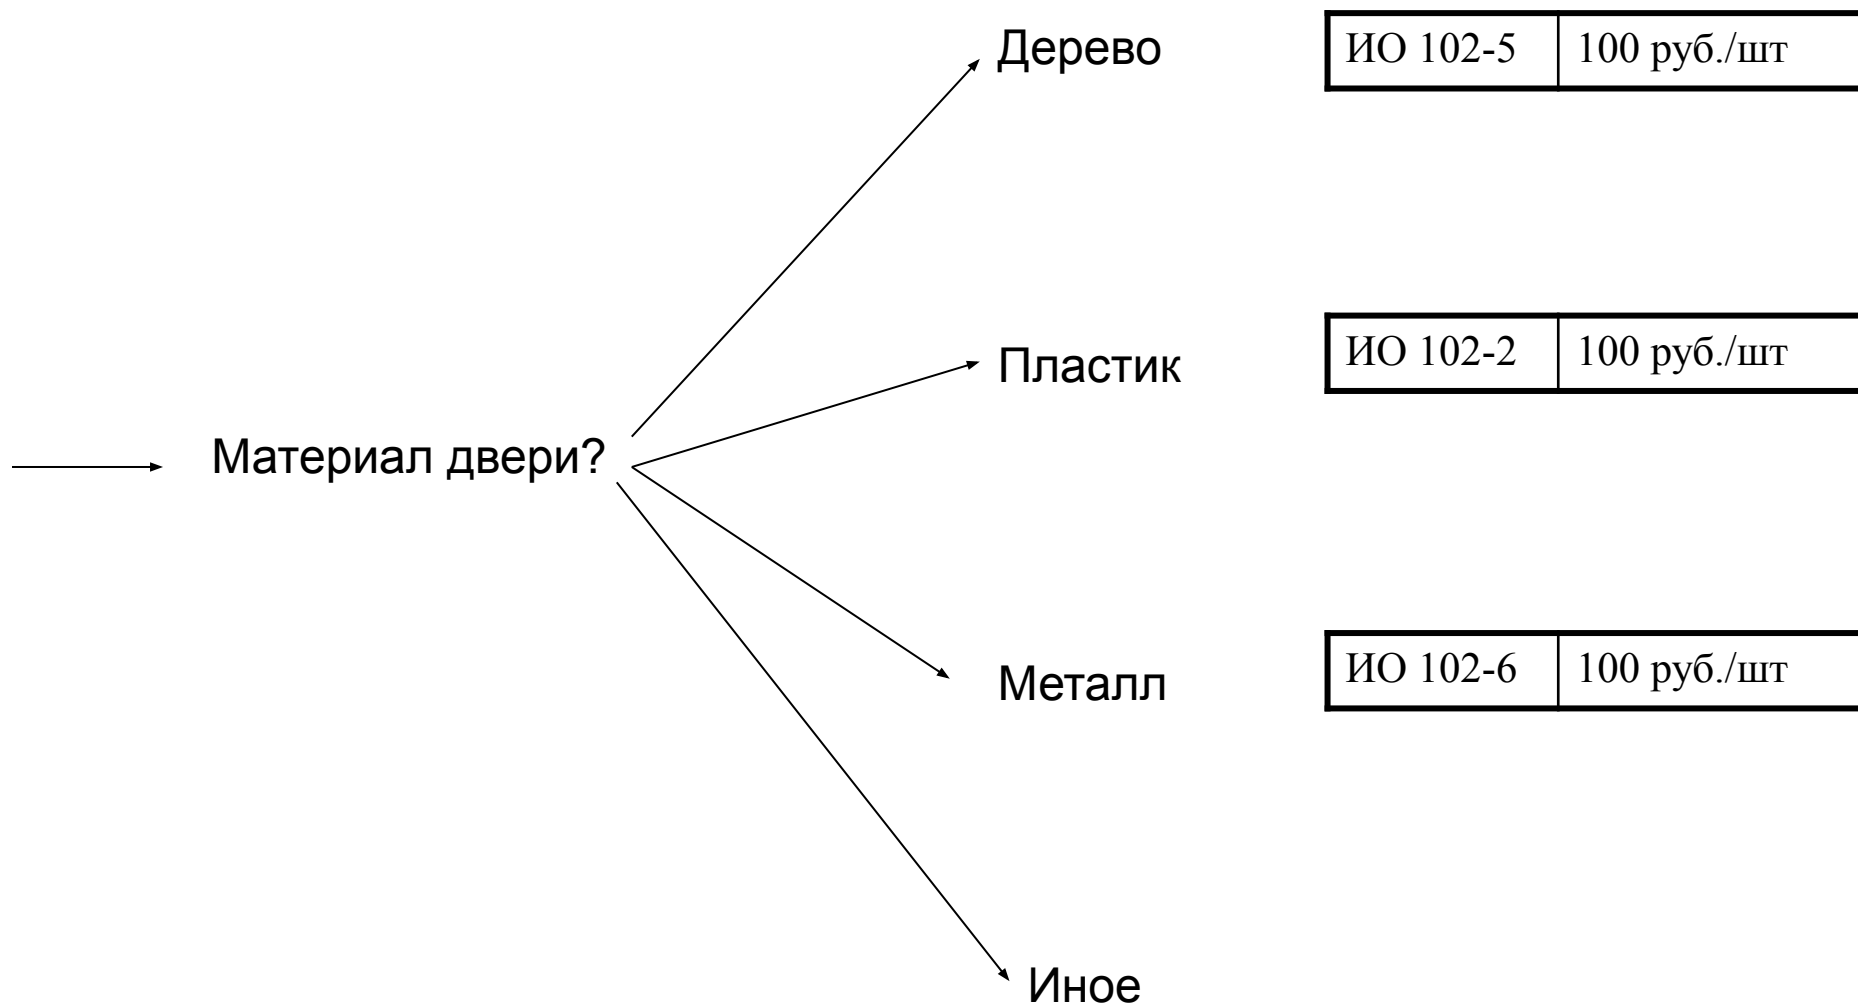 Дерево
ИО 102-5 100 руб./шт
Пластик
ИО 102-2 100 руб./шт
Материал двери?
Металл
ИО 102-6 100 руб./шт
Иное